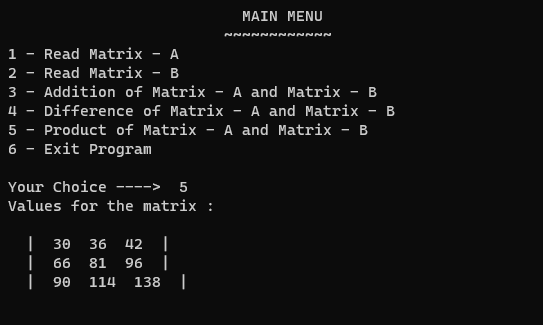 MAIN MENU
~~~~~~~~~~~~
1 - Read Matrix - A
2 - Read Matrix - B
3 - Addition of Matrix - A and Matrix - B
4 - Difference of Matrix - A and Matrix - B
5 - Product of Matrix - A and Matrix - B
6 - Exit Program
Your Choice ---->  5
Values for the matrix :
|  30  36  42  |
|  66  81  96  |
|  90  114  138  |